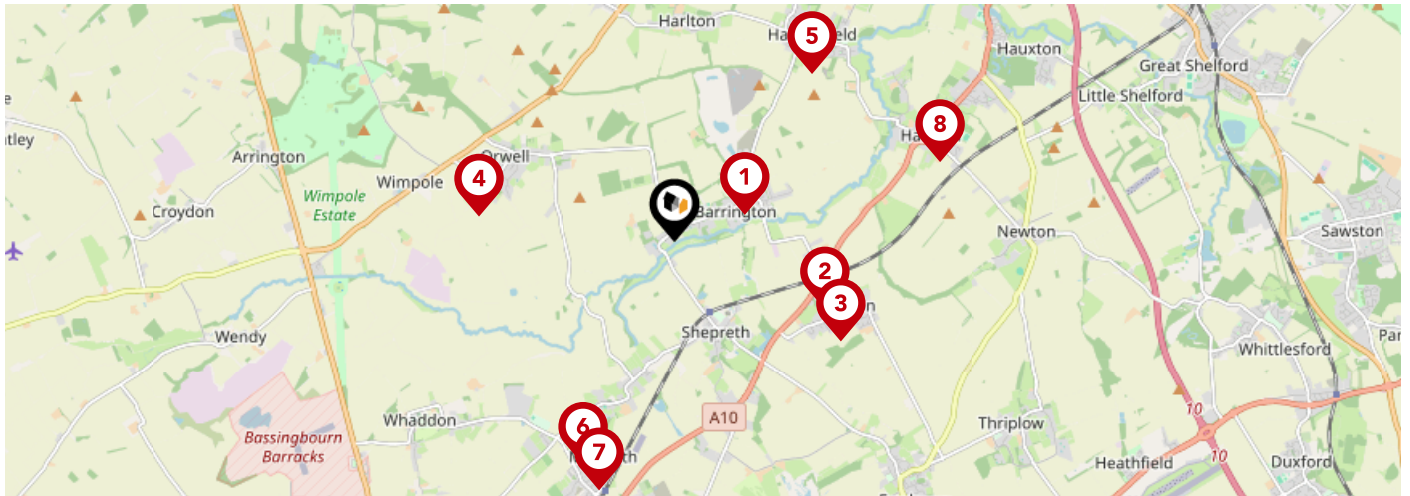 Harlton
5
Hauxton
Great Shelford
Little Shelford
8
Arrington
Orwell
Wimpole
4
1
Wimpole
Estate
Croydon
Barrington
Newton
Sawston
2
3
Shepreth
Wendy
Whittlesford
Whaddon
A10
6
7
Thriplow
10
10
Bassingbourn
Barracks
Heathfield
Duxford